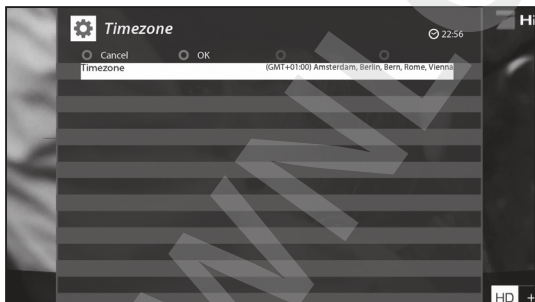 Timezone
22:56
Cancel OK
Timezone (GMT+01:00) Amsterdam, Berlin, Bern, Rome, Vienna
Hi
HD +